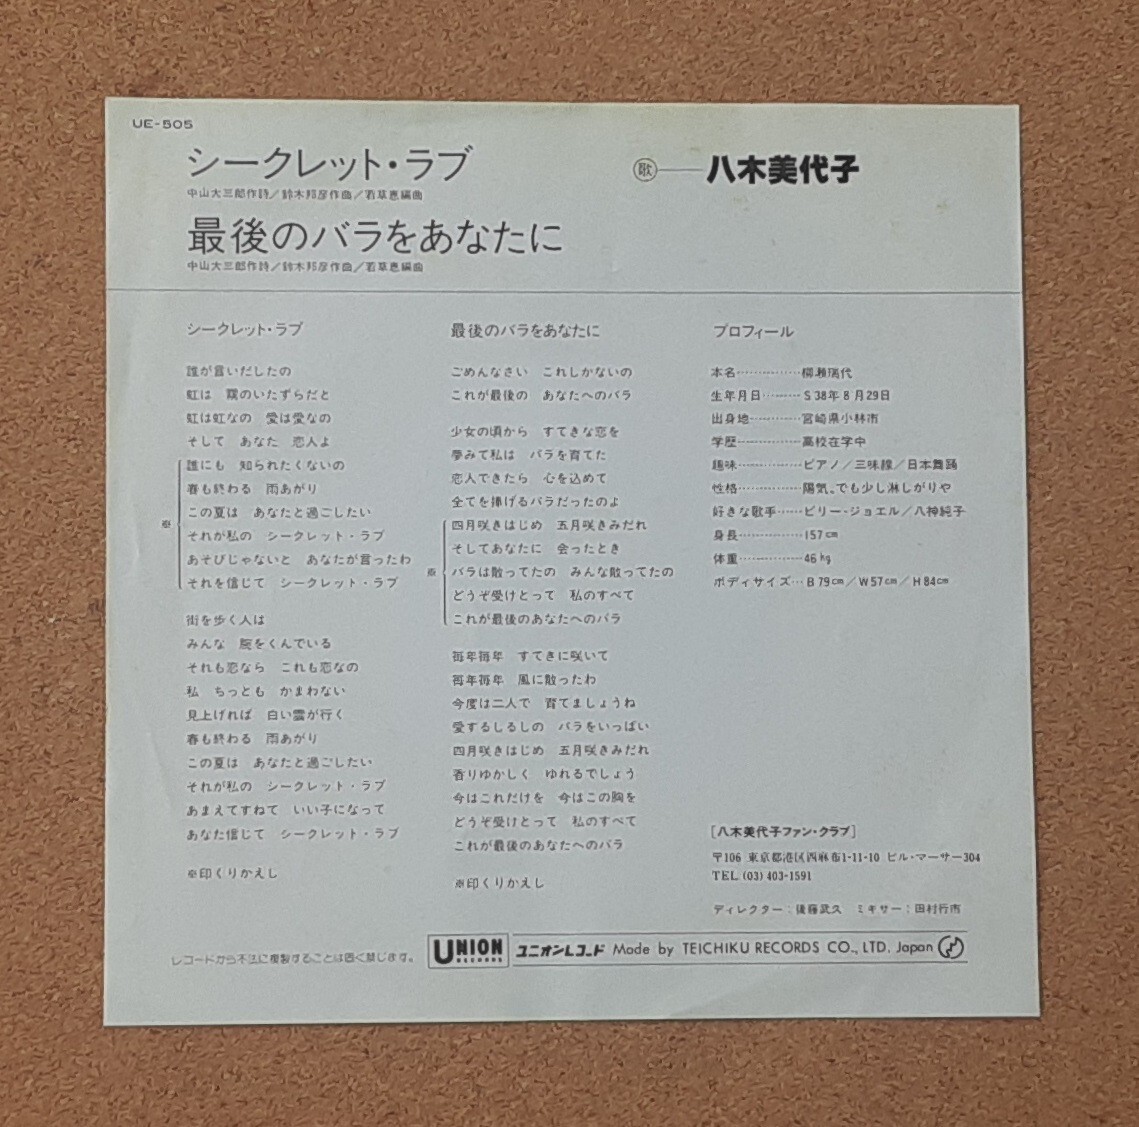 UE-505
シークレット・ラブ
中山大三郎作詩／鈴木邦彦作曲／若草恵編曲
最後のバラをあなたに
中山大三郎作詩／鈴木邦彦作曲／若草恵編曲
歌 八木美代子
シークレット・ラブ
誰が言いだしたの
虹は 霧のいたずらだと
虹は虹なの 愛は愛なの
そして あなた 恋人よ
誰にも 知られたくないの
春も終わる 雨あがり
この夏は あなたと過ごしたい
※
それが私の シークレット・ラブ
あそびじゃないと あなたが言ったわ
それを信じて シークレット・ラブ
街を歩く人は
みんな 腕をくんでいる
それも恋なら これも恋なの
私 ちっとも かまわない
見上げれば 白い雲が行く
春も終わる 雨あがり
この夏は あなたと過ごしたい
それが私の シークレット・ラブ
あまえてすねて いい子になって
あなた信じて シークレット・ラブ
※印くりかえし
最後のバラをあなたに
ごめんなさい これしかないの
これが最後の あなたへのバラ
少女の頃から すてきな恋を
夢みて私は バラを育てた
恋人できたら 心を込めて
全てを捧げるバラだったのよ
四月咲きはじめ 五月咲きみだれ
そしてあなたに 会ったとき
※
バラは散ってたの みんな散ってたの
どうぞ受けとって 私のすべて
これが最後のあなたへのバラ
毎年毎年 すてきに咲いて
毎年毎年 風に散ったわ
今度は二人で 育てましょうね
愛するしるしの バラをいっぱい
四月咲きはじめ 五月咲きみだれ
香りゆかしく ゆれるでしょう
今はこれだけを 今はこの胸を
どうぞ受けとって 私のすべて
これが最後のあなたへのバラ
※印くりかえし
プロフィール
本名……………柳瀬瑞代
生年月日………S38年8月29日
出身地…………宮崎県小林市
学歴……………高校在学中
趣味……………ピアノ／三味線／日本舞踊
性格……………陽気。でも少し淋しがりや
好きな歌手……ビリー・ジョエル／八神純子
身長……………157cm
体重……………46kg
ボディサイズ…B79cm／W57cm／H84cm
[八木美代子ファン・クラブ]
〒106 東京都港区西麻布1-11-10 ビル・マーサー304
TEL (03) 403-1591
ディレクター：後藤武久 ミキサー：田村行市
レコードから不法に複製することは固く禁じます。
UNION RECORDS ユニオンレコード Made by TEICHIKU RECORDS CO., LTD. Japan